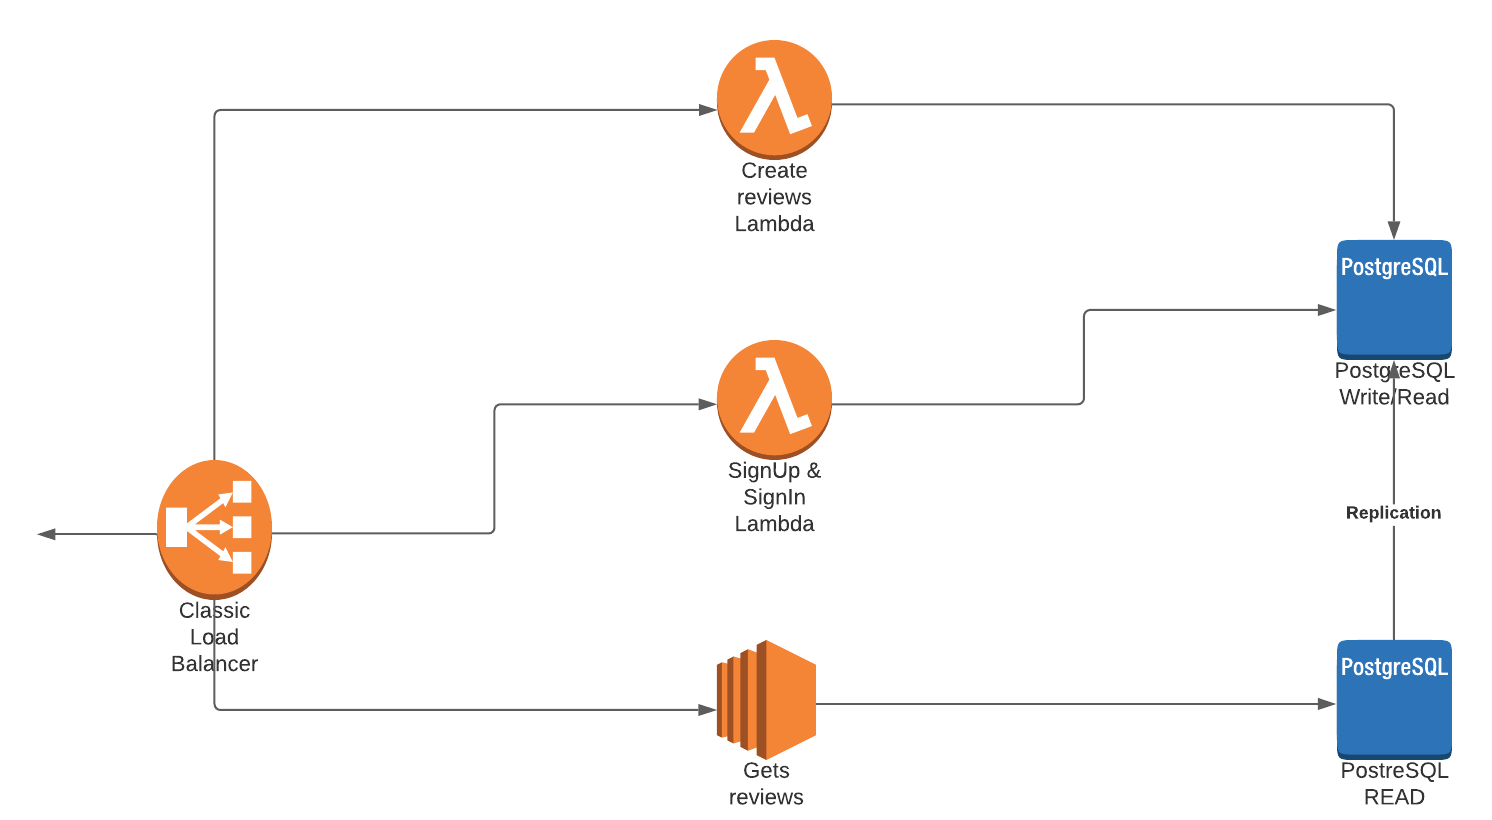 Create
reviews
Lambda
PostgreSQL
PostgreSQL
Write/Read
SignUp &
SignIn
Lambda
Replication
Classic
Load
Balancer
PostgreSQL
Gets
reviews
PostreSQL
READ